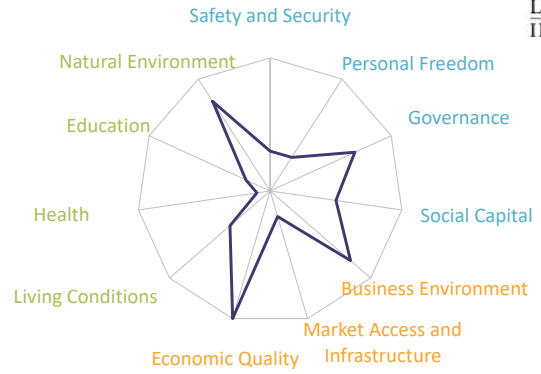 Safety and Security
Natural Environment
Personal Freedom
Education
Governance
Health
Social Capital
Living Conditions
Business Environment
Market Access and
Infrastructure
Economic Quality